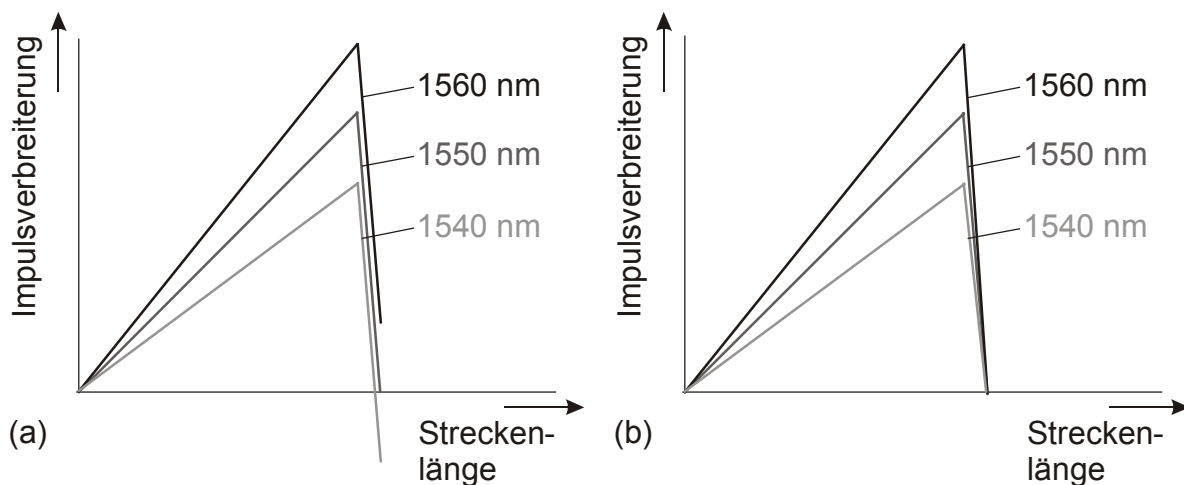 Impulsverbreiterung
1560 nm
1550 nm
1540 nm
(a)
Strecken-
länge
Impulsverbreiterung
1560 nm
1550 nm
1540 nm
(b)
Strecken-
länge